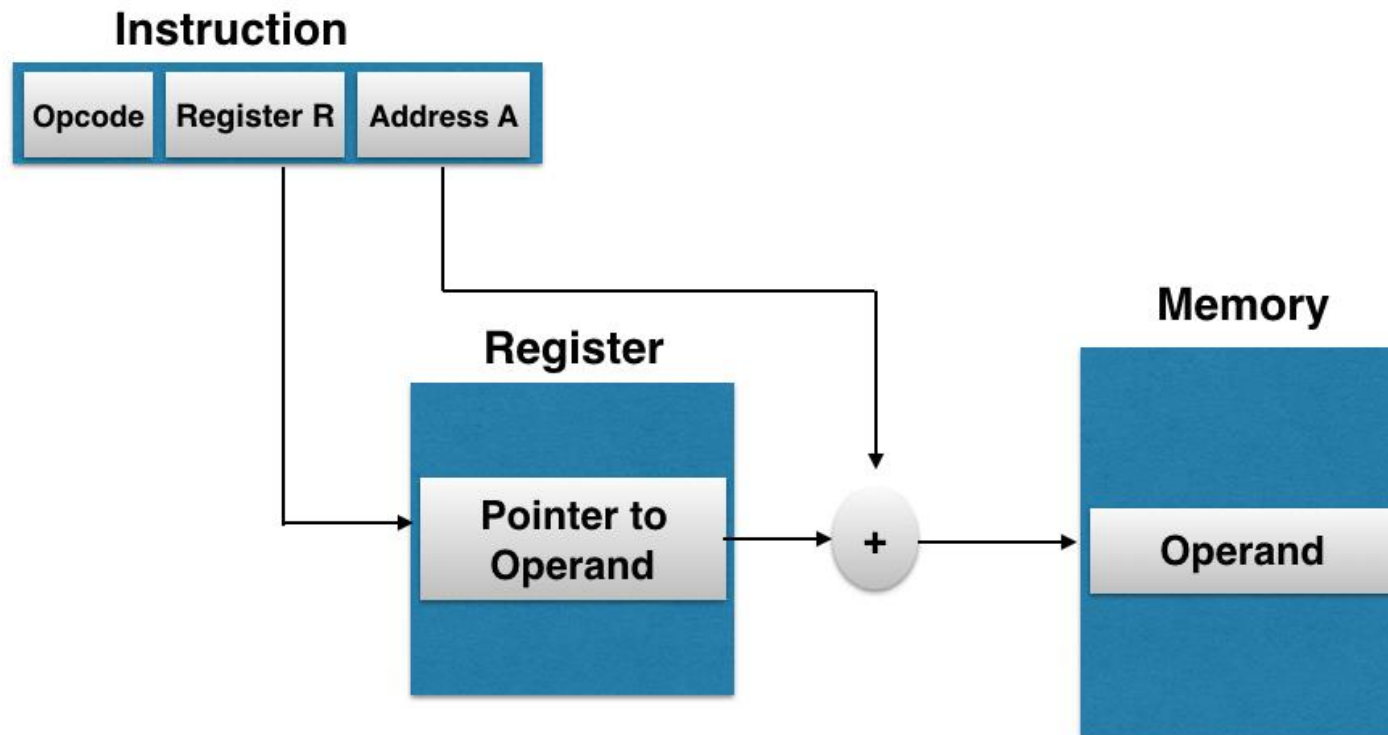 Instruction
Opcode Register R Address A
Memory
Register
Pointer to
Operand
+
Operand